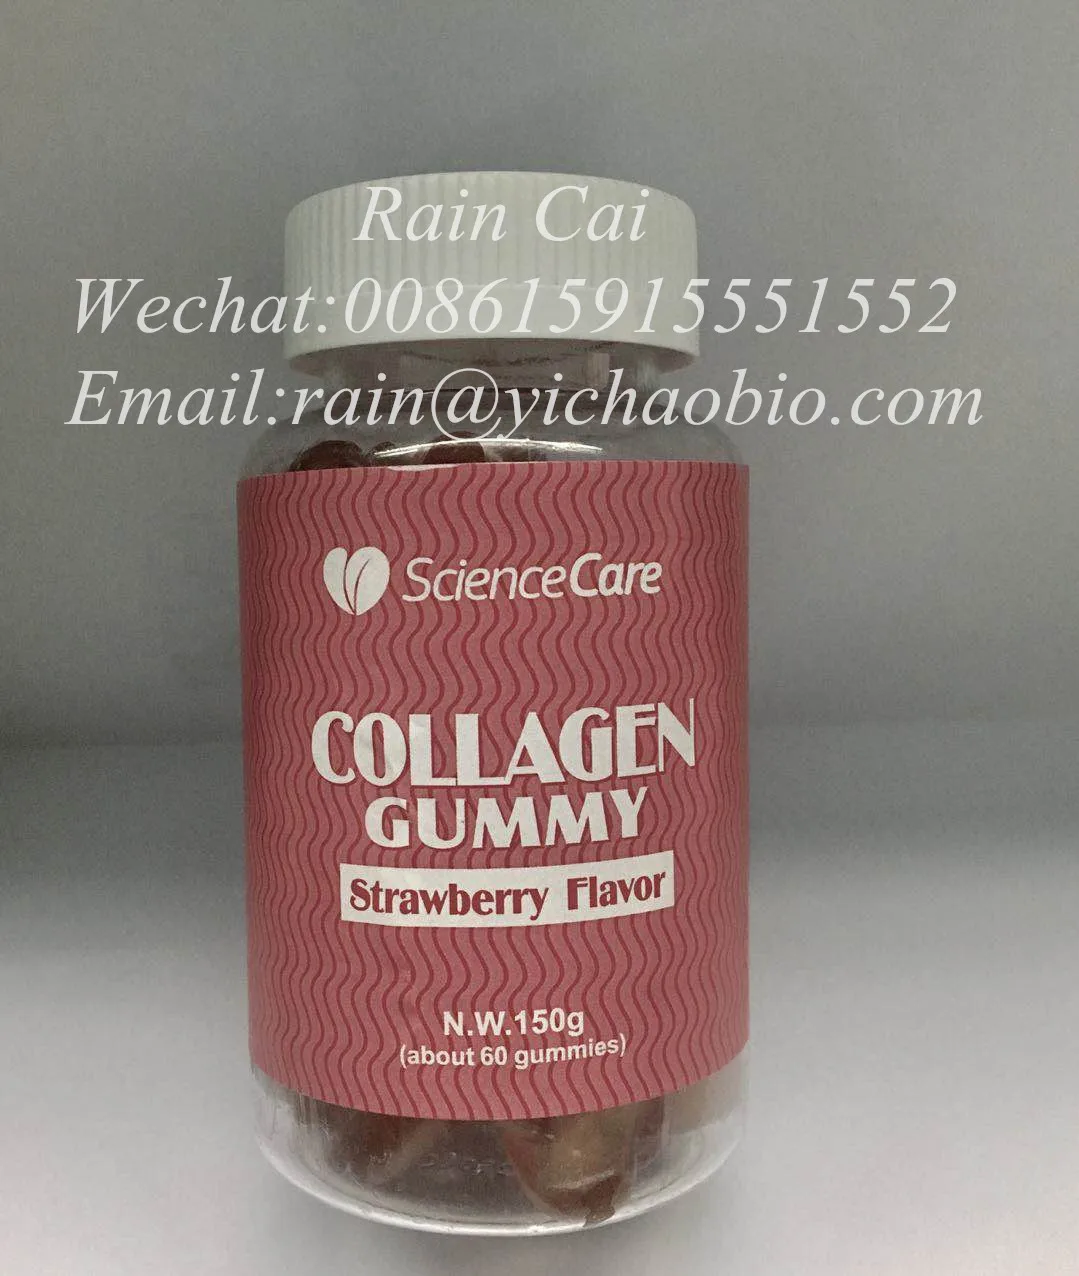 Rain Cai
Wechat:008615915551552
Email:rain@yichaobio.com
ScienceCare
COLLAGEN
GUMMY
Strawberry Flavor
N.W.150g
(about 60 gummies)